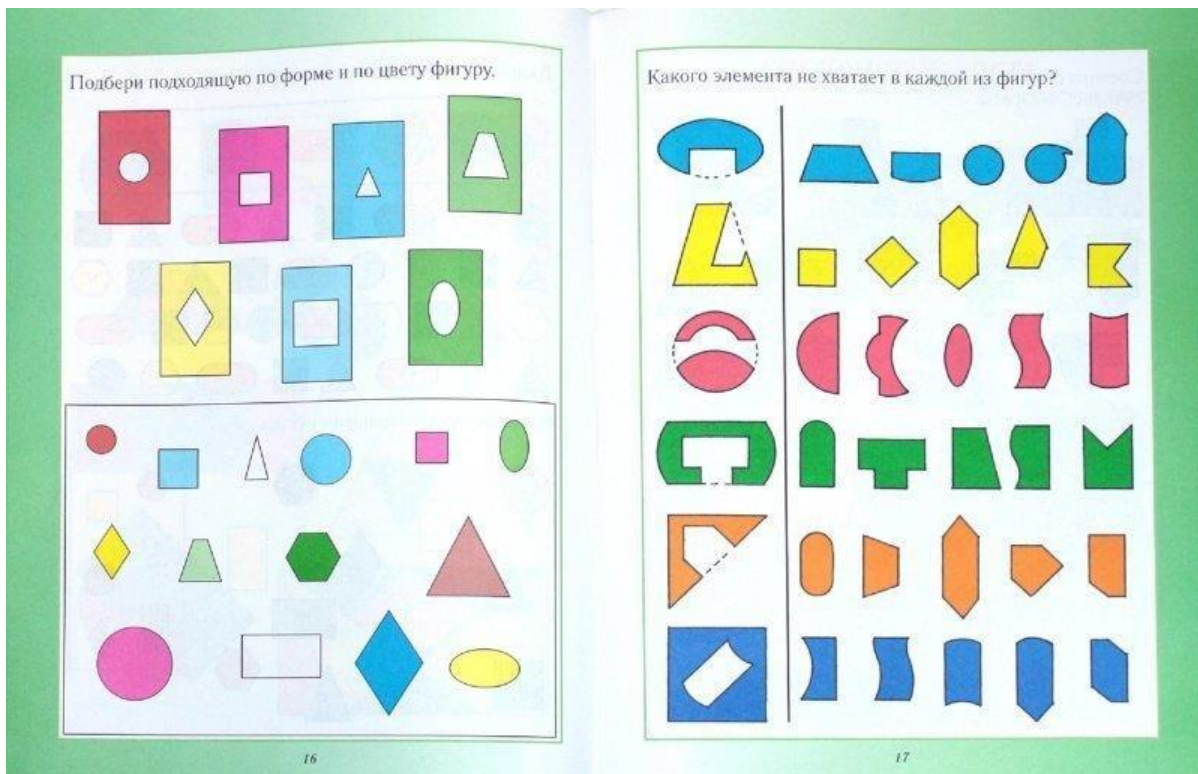 Подбери подходящую по форме и по цвету фигуру.
16
Какого элемента не хватает в каждой из фигур?
17